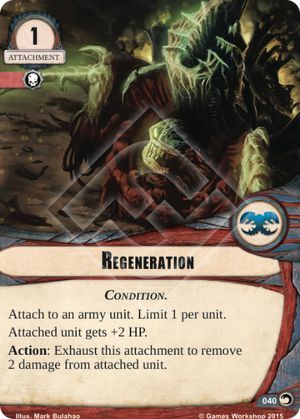 1
ATTACHMENT
REGENERATION
CONDITION.
Attach to an army unit. Limit 1 per unit.
Attached unit gets +2 HP.
Action: Exhaust this attachment to remove
2 damage from attached unit.
040
Illus. Mark Bulahao © Games Workshop 2015